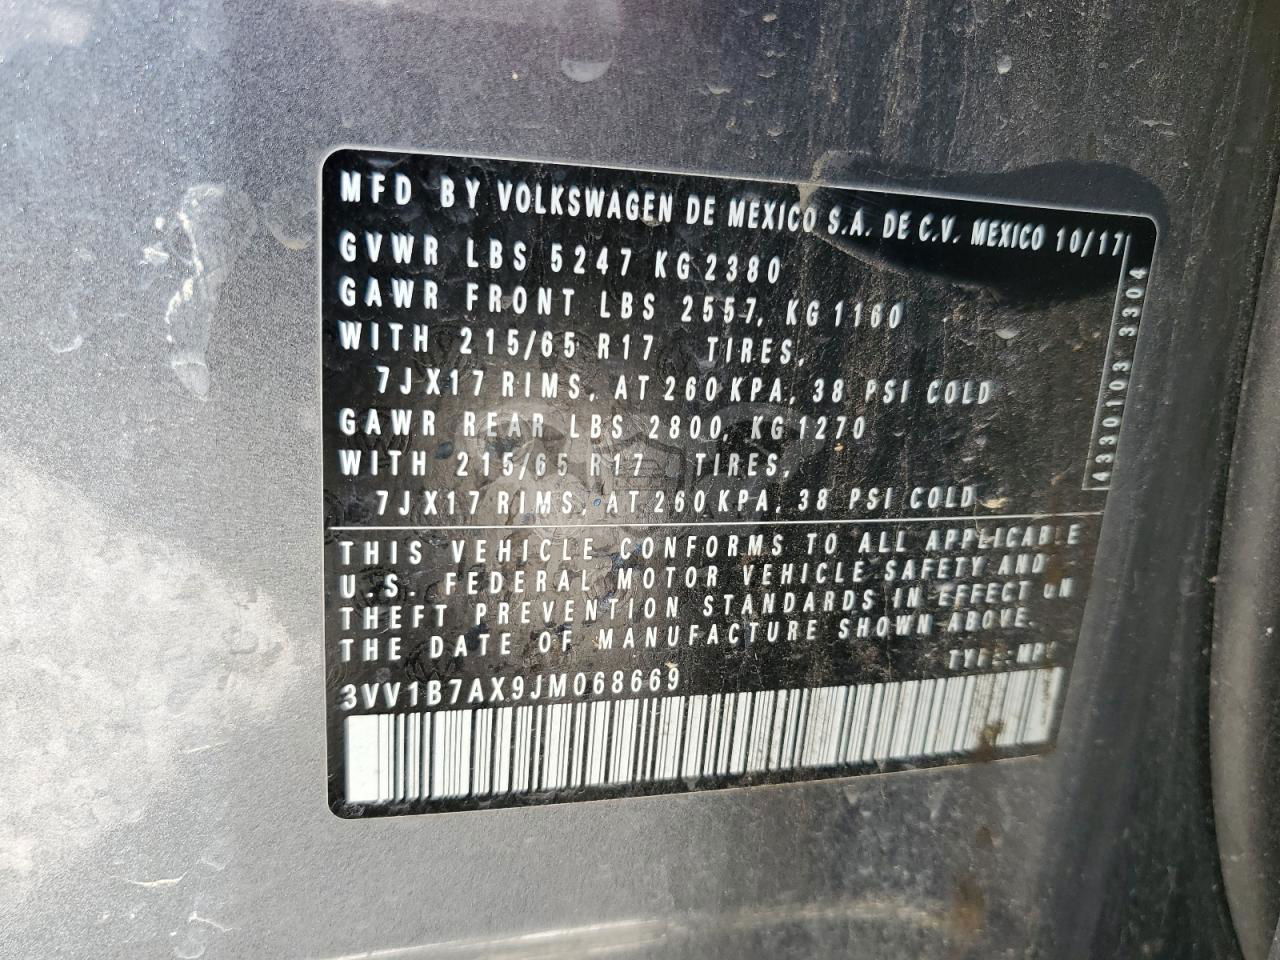 MFD BY VOLKSWAGEN DE MEXICO S.A. DE C.V. MEXICO 10/17
GVWR LBS 5247 KG 2380
GAWR FRONT LBS 2557, KG 1160
WITH 215/65 R17 TIRES,
7JX17 RIMS, AT 260 KPA, 38 PSI COLD
GAWR REAR LBS 2800, KG 1270
WITH 215/65 R17 TIRES,
7JX17 RIMS, AT 260 KPA, 38 PSI COLD
4330103 3304
THIS VEHICLE CONFORMS TO ALL APPLICABLE
U.S. FEDERAL MOTOR VEHICLE SAFETY AND
THEFT PREVENTION STANDARDS IN EFFECT ON
THE DATE OF MANUFACTURE SHOWN ABOVE.
3VV1B7AX9JM068669